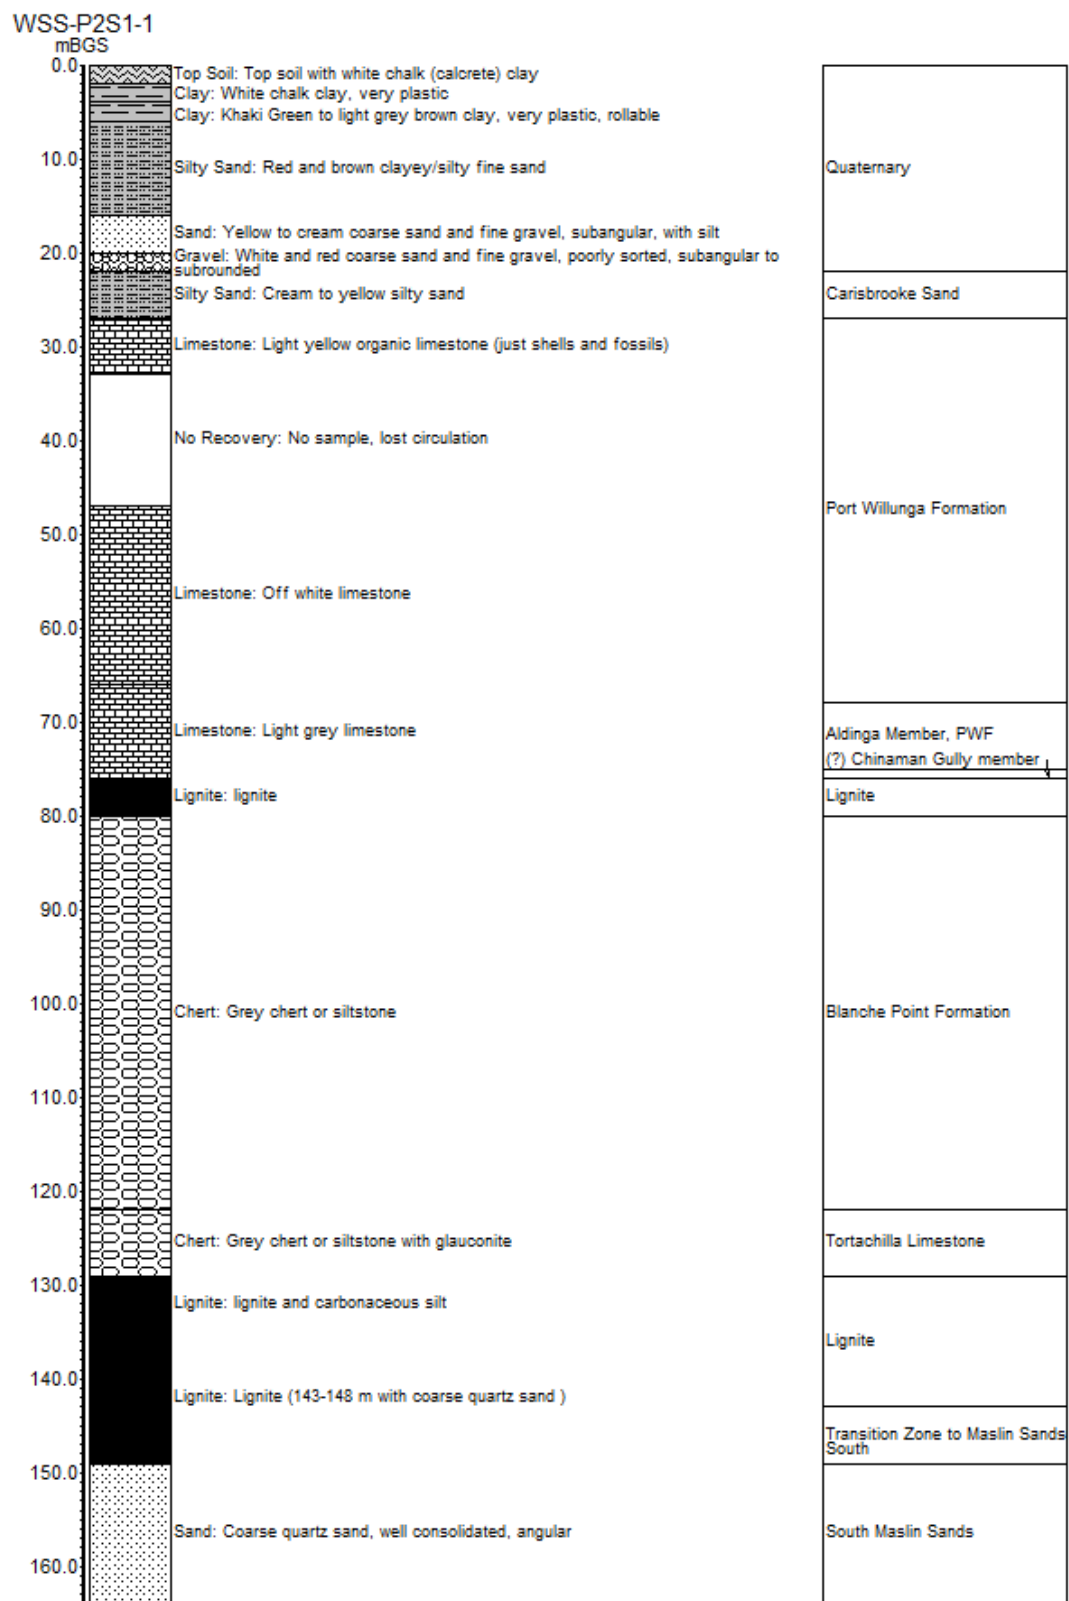 WSS-P2S1-1
mBGS
0.0
Top Soil: Top soil with white chalk (calcrete) clay
Clay: White chalk clay, very plastic
Clay: Khaki Green to light grey brown clay, very plastic, rollable
10.0
Silty Sand: Red and brown clayey/silty fine sand
Quaternary
Sand: Yellow to cream coarse sand and fine gravel, subangular, with silt
20.0
Gravel: White and red coarse sand and fine gravel, poorly sorted, subangular to
subrounded
Silty Sand: Cream to yellow silty sand
Carisbrooke Sand
30.0
Limestone: Light yellow organic limestone (just shells and fossils)
40.0
No Recovery: No sample, lost circulation
Port Willunga Formation
50.0
Limestone: Off white limestone
60.0
70.0
Limestone: Light grey limestone
Aldinga Member, PWF
(?) Chinaman Gully member
Lignite: lignite
Lignite
80.0
90.0
100.0
Chert: Grey chert or siltstone
Blanche Point Formation
110.0
120.0
Chert: Grey chert or siltstone with glauconite
Tortachilla Limestone
130.0
Lignite: lignite and carbonaceous silt
Lignite
140.0
Lignite: Lignite (143-148 m with coarse quartz sand )
Transition Zone to Maslin Sands
South
150.0
Sand: Coarse quartz sand, well consolidated, angular
South Maslin Sands
160.0